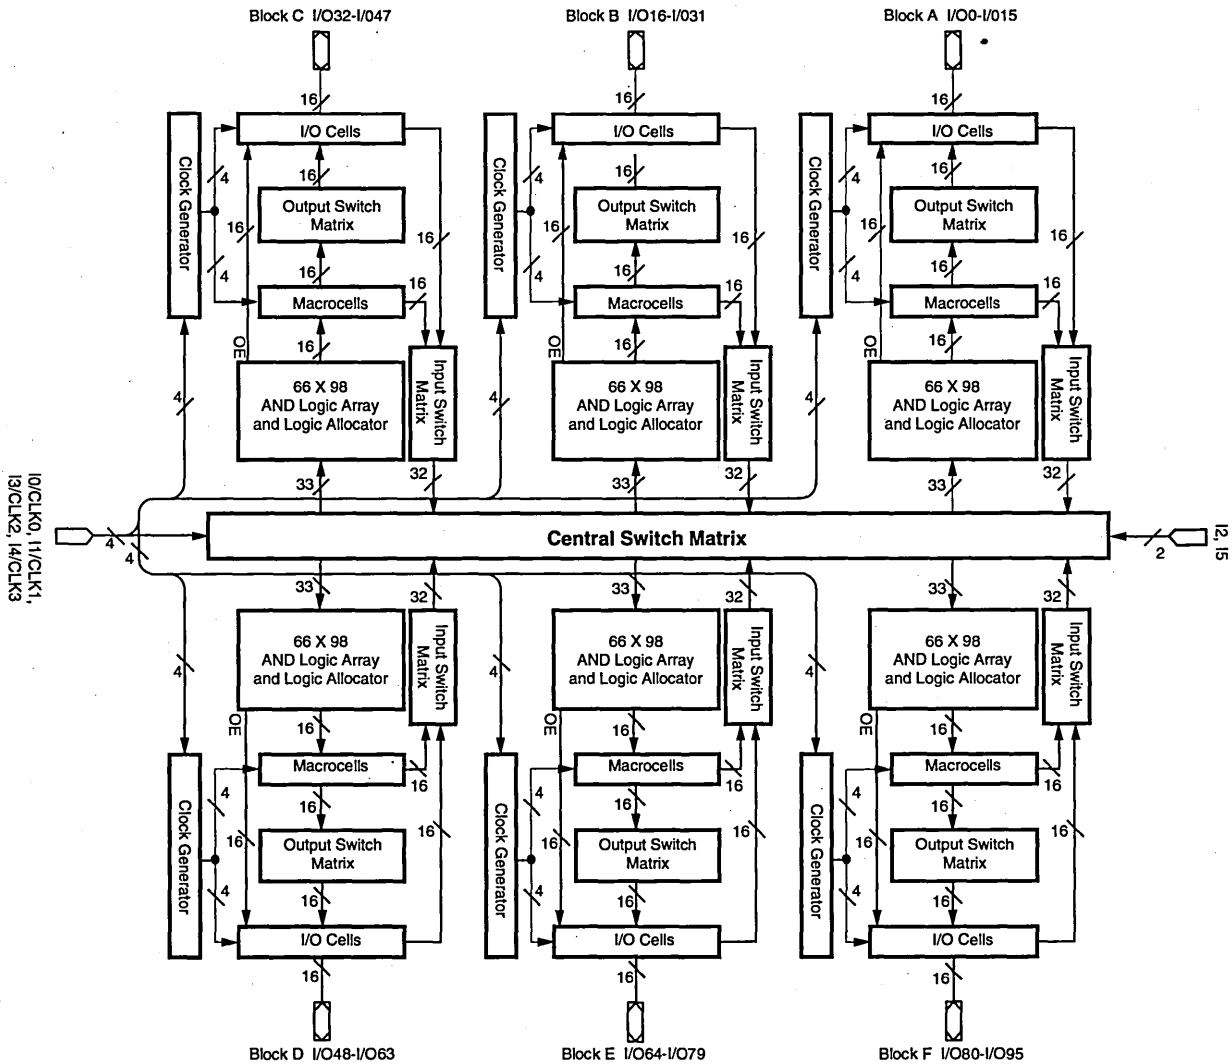 Block C I/O32-I/047
Block B I/O16-I/031
Block A I/O0-I/015
16
16
16
I/O Cells
I/O Cells
I/O Cells
Clock Generator
4
16
16
Output Switch
Matrix
16
4
16
16
Macrocells
OE
16
66 X 98
AND Logic Array
and Logic Allocator
Input Switch
Matrix
4
33
32
Clock Generator
4
16
16
Output Switch
Matrix
16
4
16
16
Macrocells
OE
16
66 X 98
AND Logic Array
and Logic Allocator
Input Switch
Matrix
4
33
32
Clock Generator
4
16
16
Output Switch
Matrix
16
4
16
16
Macrocells
OE
16
66 X 98
AND Logic Array
and Logic Allocator
Input Switch
Matrix
4
33
32
I0/CLK0, I1/CLK1,
I3/CLK2, I4/CLK3
4
4
Central Switch Matrix
2
I2, I5
33
32
66 X 98
AND Logic Array
and Logic Allocator
Input Switch
Matrix
4
OE
16
Macrocells
16
Clock Generator
4
16
16
16
Output Switch
Matrix
4
16
I/O Cells
16
33
32
66 X 98
AND Logic Array
and Logic Allocator
Input Switch
Matrix
4
OE
16
Macrocells
16
Clock Generator
4
16
16
16
Output Switch
Matrix
4
16
I/O Cells
16
33
32
66 X 98
AND Logic Array
and Logic Allocator
Input Switch
Matrix
4
OE
16
Macrocells
16
Clock Generator
4
16
16
16
Output Switch
Matrix
4
16
I/O Cells
16
Block D I/O48-I/O63
Block E I/O64-I/O79
Block F I/O80-I/O95